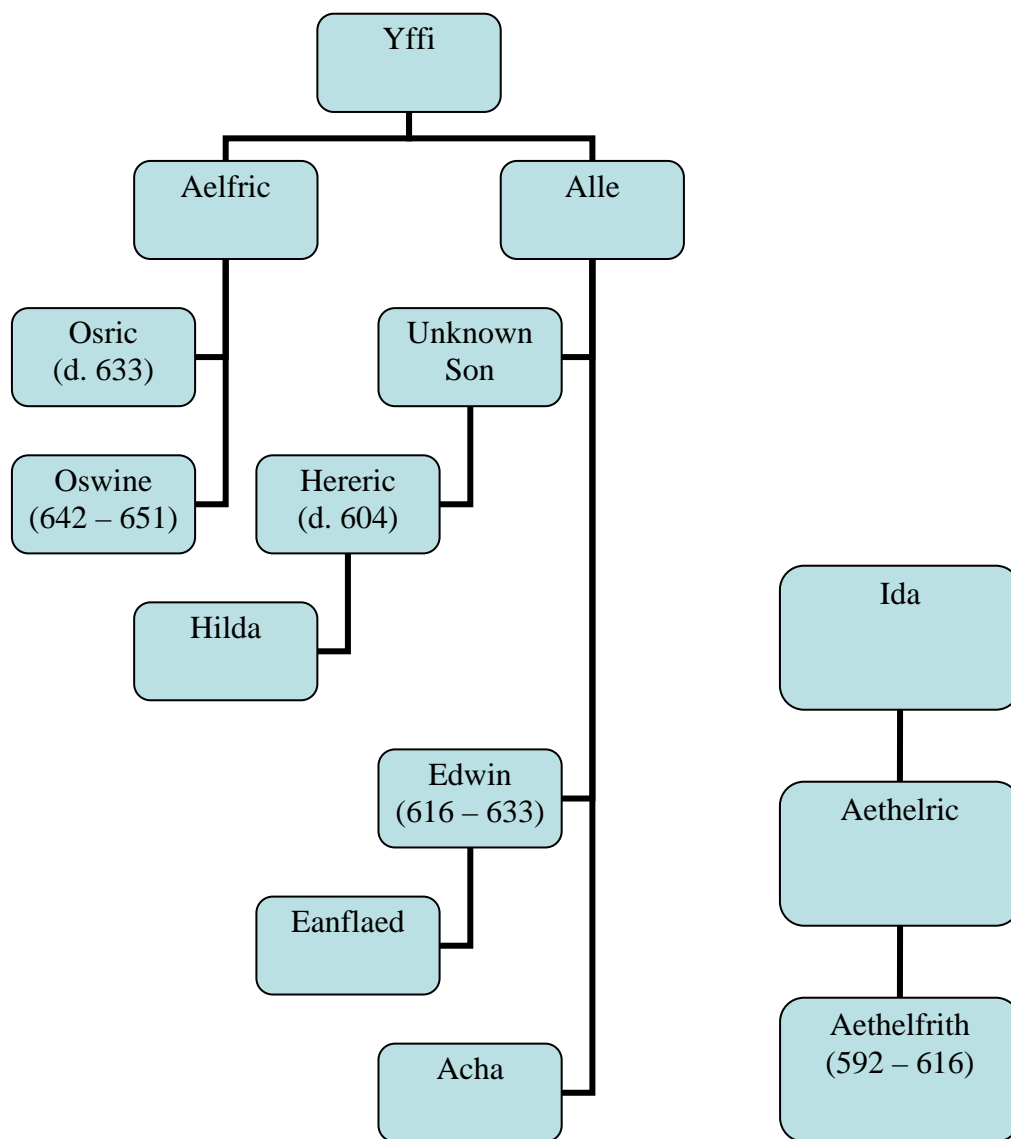 Yffi
Aelfric
Alle
Osric
(d. 633)
Unknown
Son
Oswine
(642 – 651)
Hereric
(d. 604)
Hilda
Edwin
(616 – 633)
Eanflaed
Acha
Ida
Aethelric
Aethelfrith
(592 – 616)